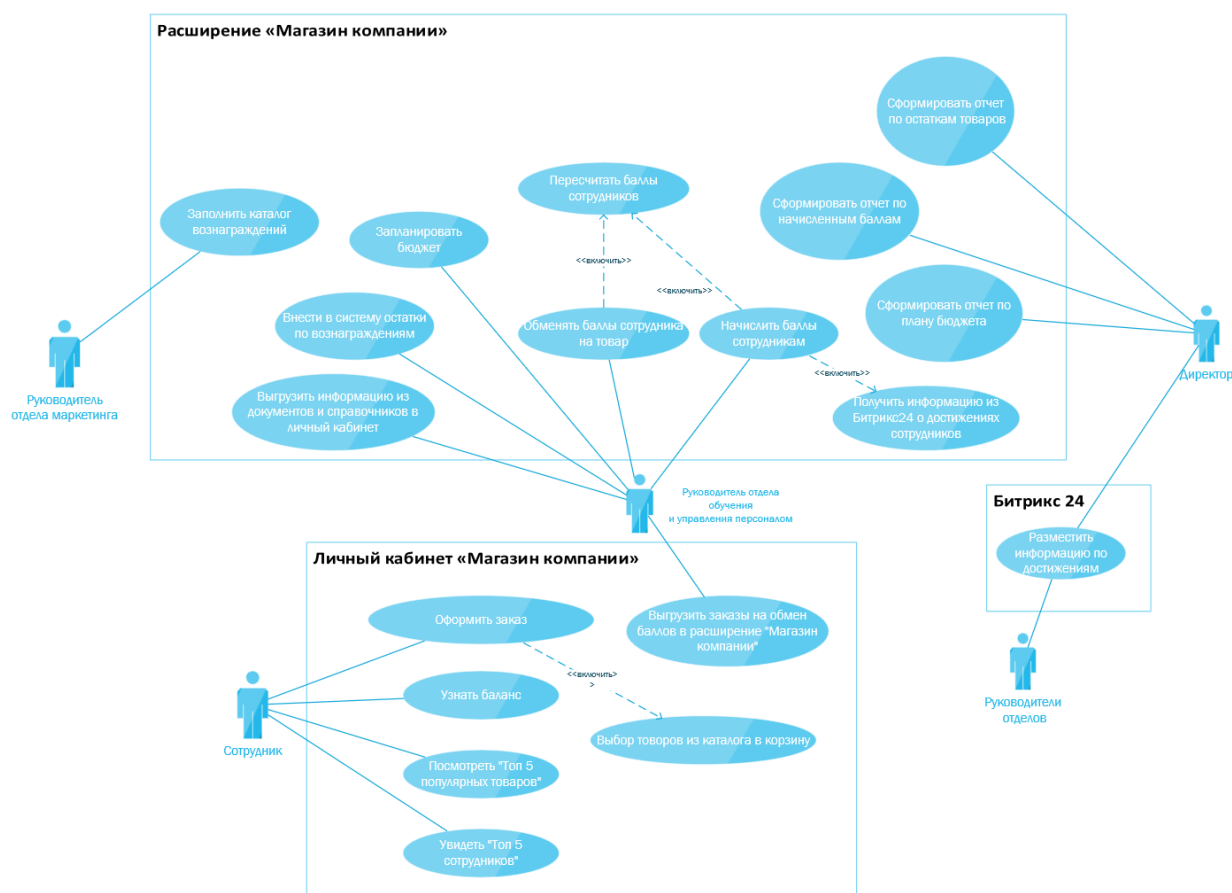 Расширение «Магазин компании»
Сформировать отчет
по остаткам товаров
Пересчитать баллы
сотрудников
Сформировать отчет по
начисленным баллам
Заполнить каталог
вознаграждений
Запланировать
бюджет
<<включить>>
<<включить>>
Внести в систему остатки
по вознаграждениям
Обменять баллы сотрудника
на товар
Начислить баллы
сотрудникам
Сформировать отчет по
плану бюджета
<<включить>>
Директор
Руководитель
отдела маркетинга
Выгрузить информацию из
документов и справочников в
личный кабинет
Получить информацию из
Битрикс24 о достижениях
сотрудников
Руководитель отдела
обучения
и управления персоналом
Битрикс 24
Разместить
информацию по
достижениям
Личный кабинет «Магазин компании»
Оформить заказ
Выгрузить заказы на обмен
баллов в расширение "Магазин
компании"
<<включить>
>
Узнать баланс
Выбор товоров из каталога в корзину
Руководители
отделов
Сотрудник
Посмотреть "Топ 5
популярных товаров"
Увидеть "Топ 5
сотрудников"